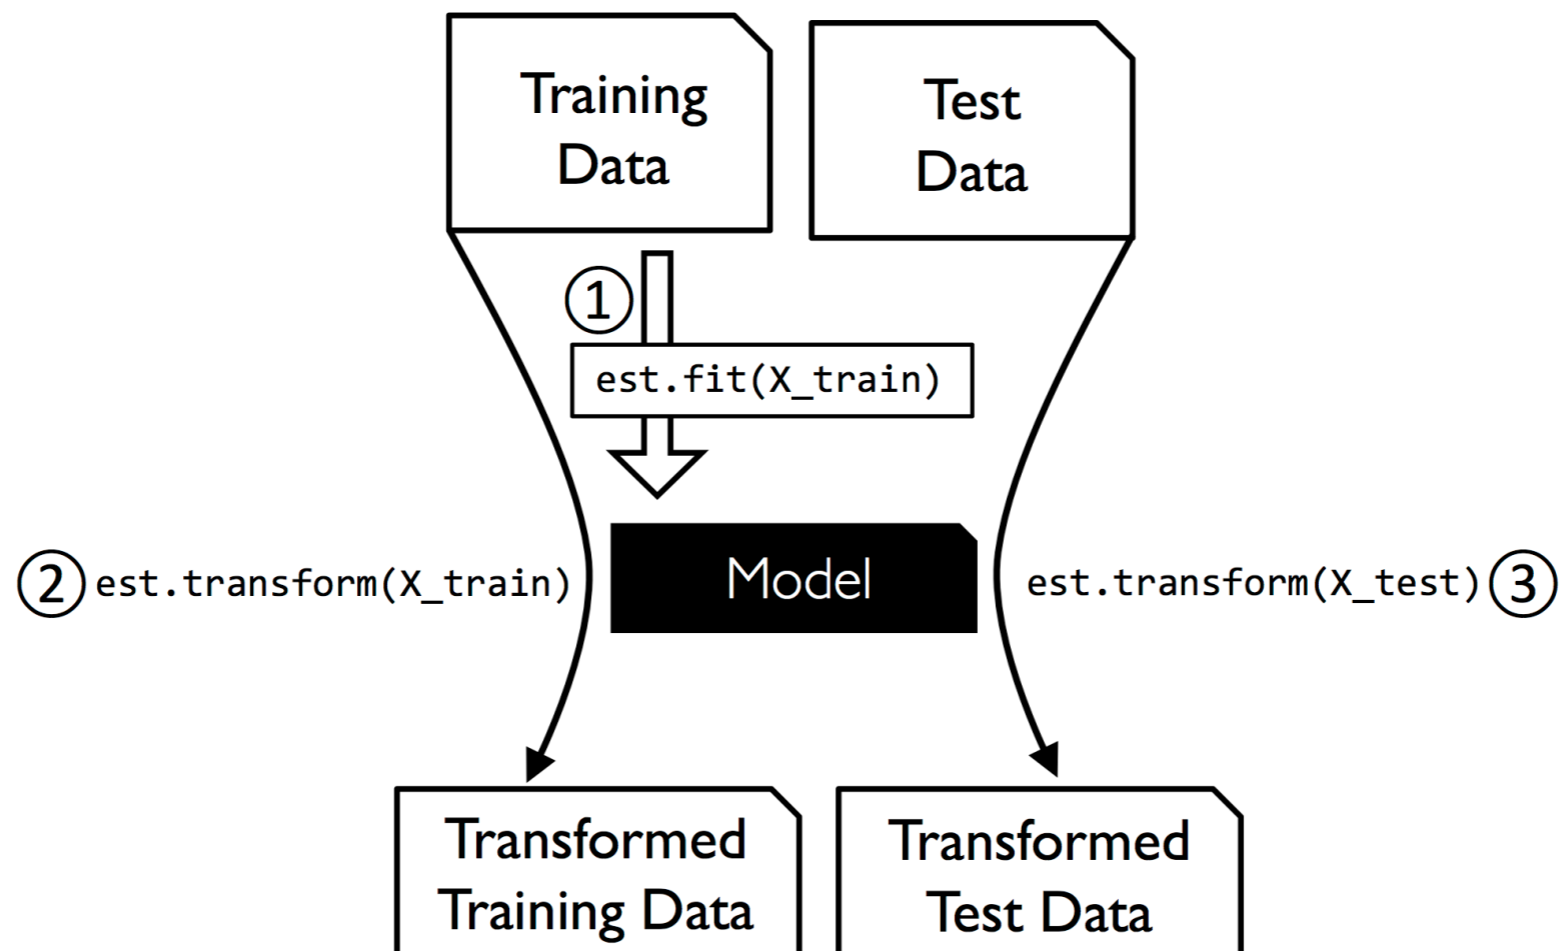 Training
Data
Test
Data
1
est.fit(X_train)
2 est.transform(X_train)
Model
est.transform(X_test) 3
Transformed
Training Data
Transformed
Test Data